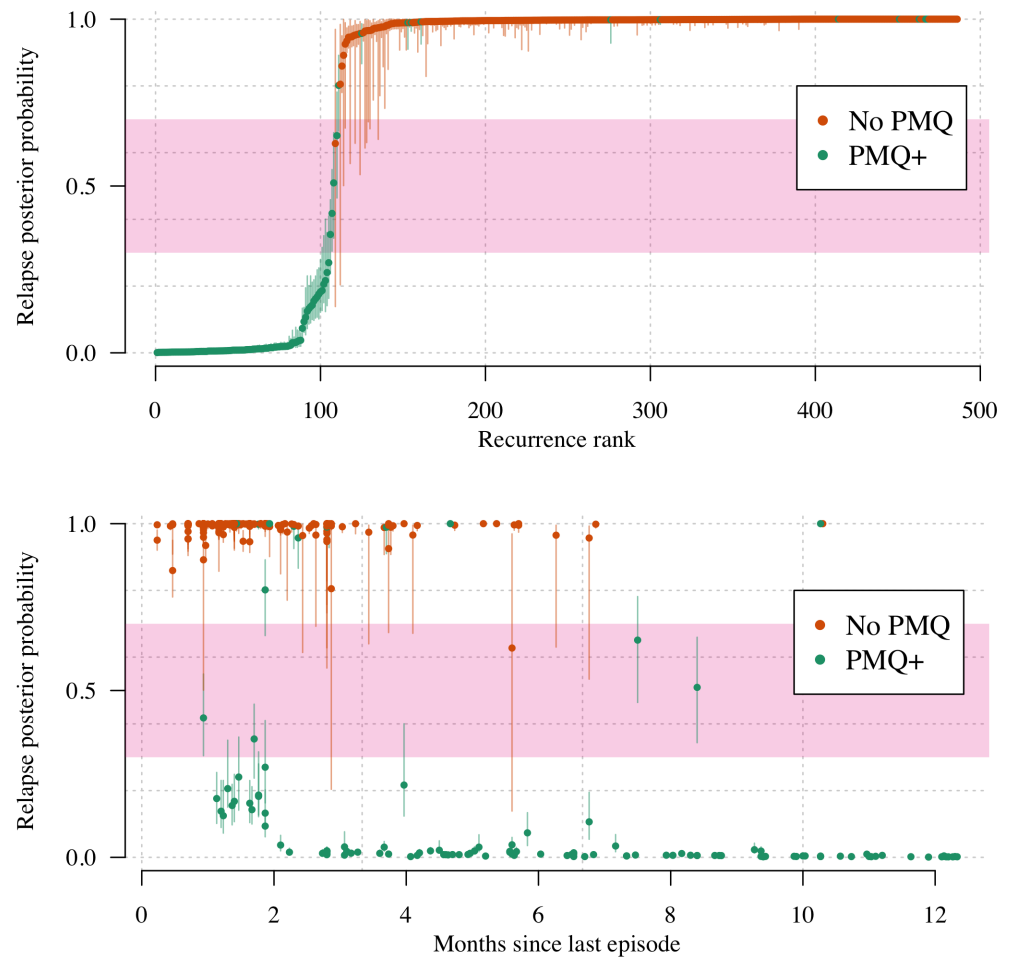 1.0
0.5
0.0
Relapse posterior probability
No PMQ
PMQ+
0 100 200 300 400 500
Recurrence rank
1.0
0.5
0.0
Relapse posterior probability
No PMQ
PMQ+
0 2 4 6 8 10 12
Months since last episode